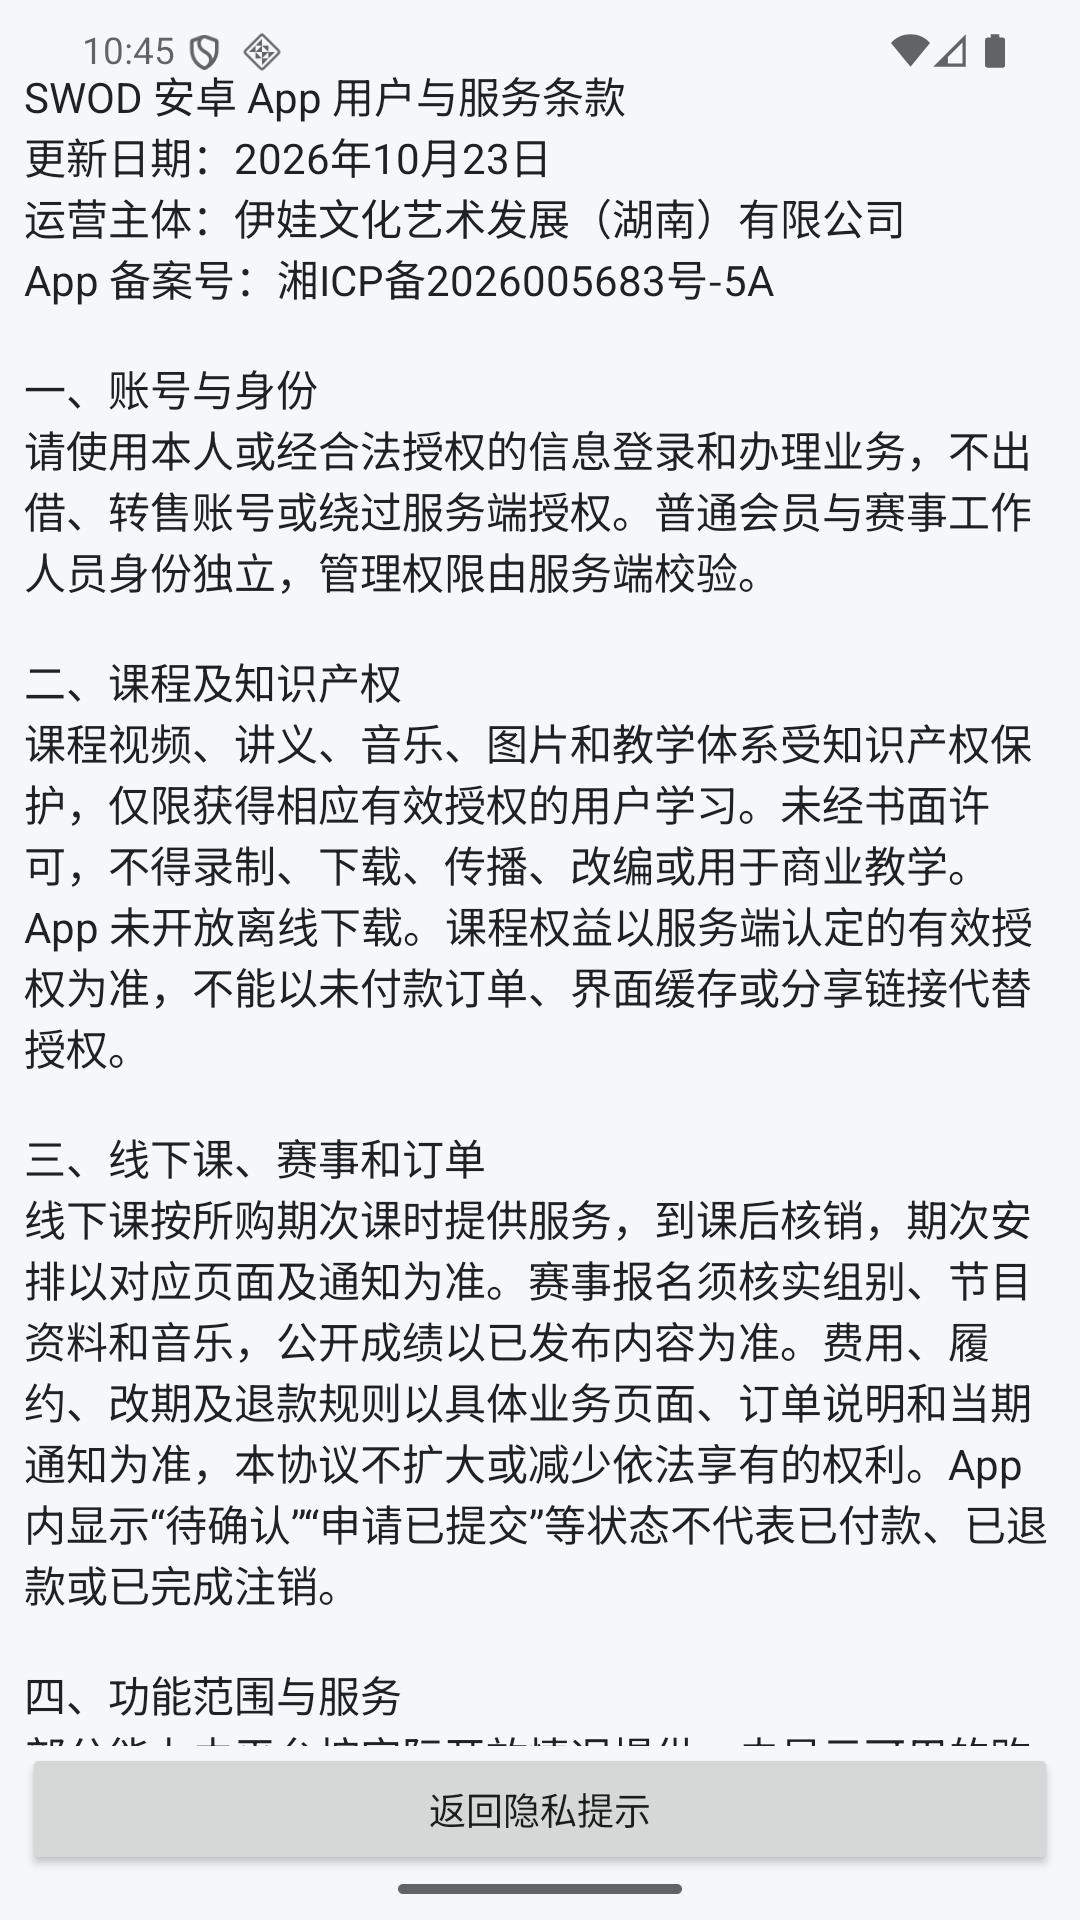 10:45
SWOD 安卓 App 用户与服务条款
更新日期：2026年10月23日
运营主体：伊娃文化艺术发展（湖南）有限公司
App 备案号：湘ICP备2026005683号-5A
一、账号与身份
请使用本人或经合法授权的信息登录和办理业务，不出
借、转售账号或绕过服务端授权。普通会员与赛事工作
人员身份独立，管理权限由服务端校验。
二、课程及知识产权
课程视频、讲义、音乐、图片和教学体系受知识产权保
护，仅限获得相应有效授权的用户学习。未经书面许
可，不得录制、下载、传播、改编或用于商业教学。
App 未开放离线下载。课程权益以服务端认定的有效授
权为准，不能以未付款订单、界面缓存或分享链接代替
授权。
三、线下课、赛事和订单
线下课按所购期次课时提供服务，到课后核销，期次安
排以对应页面及通知为准。赛事报名须核实组别、节目
资料和音乐，公开成绩以已发布内容为准。费用、履
约、改期及退款规则以具体业务页面、订单说明和当期
通知为准，本协议不扩大或减少依法享有的权利。App
内显示“待确认”“申请已提交”等状态不代表已付款、已退
款或已完成注销。
四、功能范围与服务
返回隐私提示